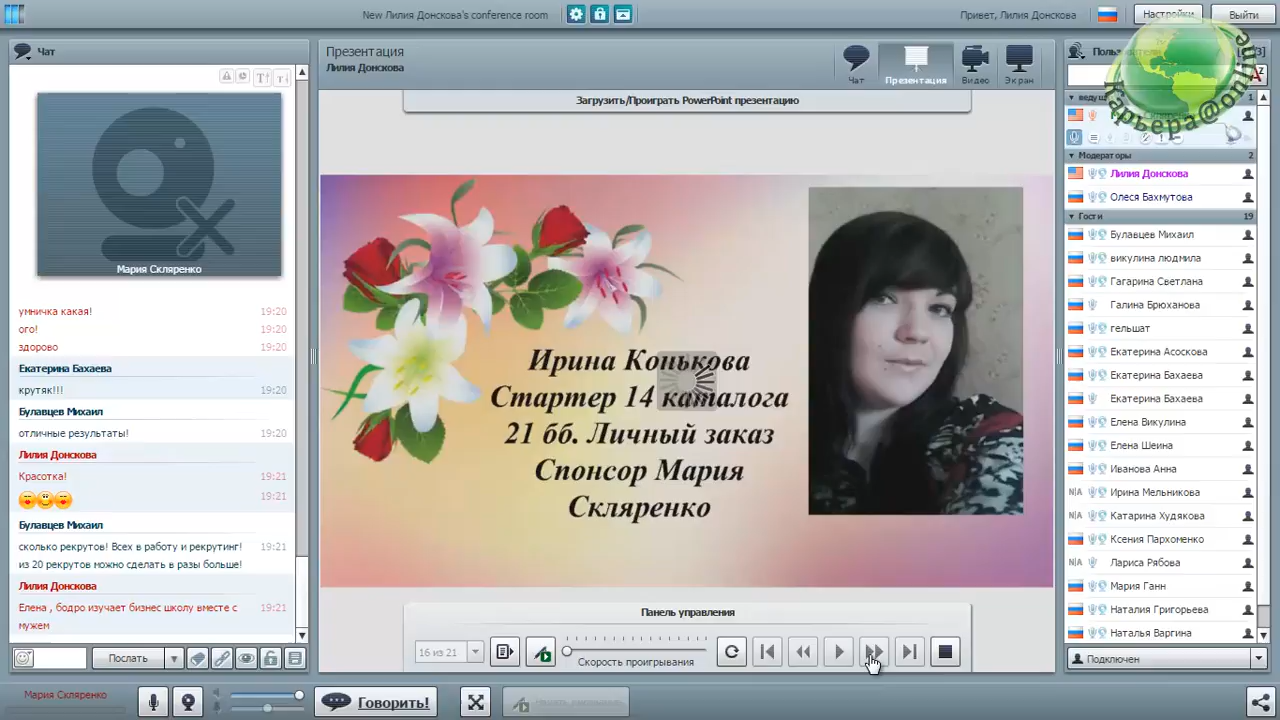 New Лилия Донскова's conference room
Привет, Лилия Донскова
Настройки
Выйти
Чат
Мария Скляренко
умничка какая!
19:20
ого!
19:20
здорово
19:20
Екатерина Бахаева
крутяк!!!
19:20
Булавцев Михаил
отличные результаты!
19:20
Лилия Донскова
Красотка!
19:21
19:21
Булавцев Михаил
сколько рекрутов! Всех в работу и рекрутинг!
19:21
из 20 рекрутов можно сделать в разы больше!
Лилия Донскова
Елена , бодро изучает бизнес школу вместе с
19:21
мужем
Послать
Презентация
Лилия Донскова
Чат
Презентация
Видео
Экран
Загрузить/Проиграть PowerPoint презентацию
Ирина Конькова
Стартер 14 каталога
21 бб. Личный заказ
Спонсор Мария
Скляренко
Панель управления
16 из 21
Скорость проигрывания
карьера@online
1
Модераторы
2
Лилия Донскова
Олеся Бахмутова
Гости
19
Булавцев Михаил
викулина людмила
Гагарина Светлана
Галина Брюханова
гельшат
Екатерина Асоскова
Екатерина Бахаева
Екатерина Бахаева
Елена Викулина
Елена Шеина
Иванова Анна
N|A Ирина Мельникова
N|A Катарина Худякова
Ксения Пархоменко
N|A Лариса Рябова
Мария Ганн
Наталия Григорьева
Наталья Варгина
Подключен
Мария Скляренко
Говорить!